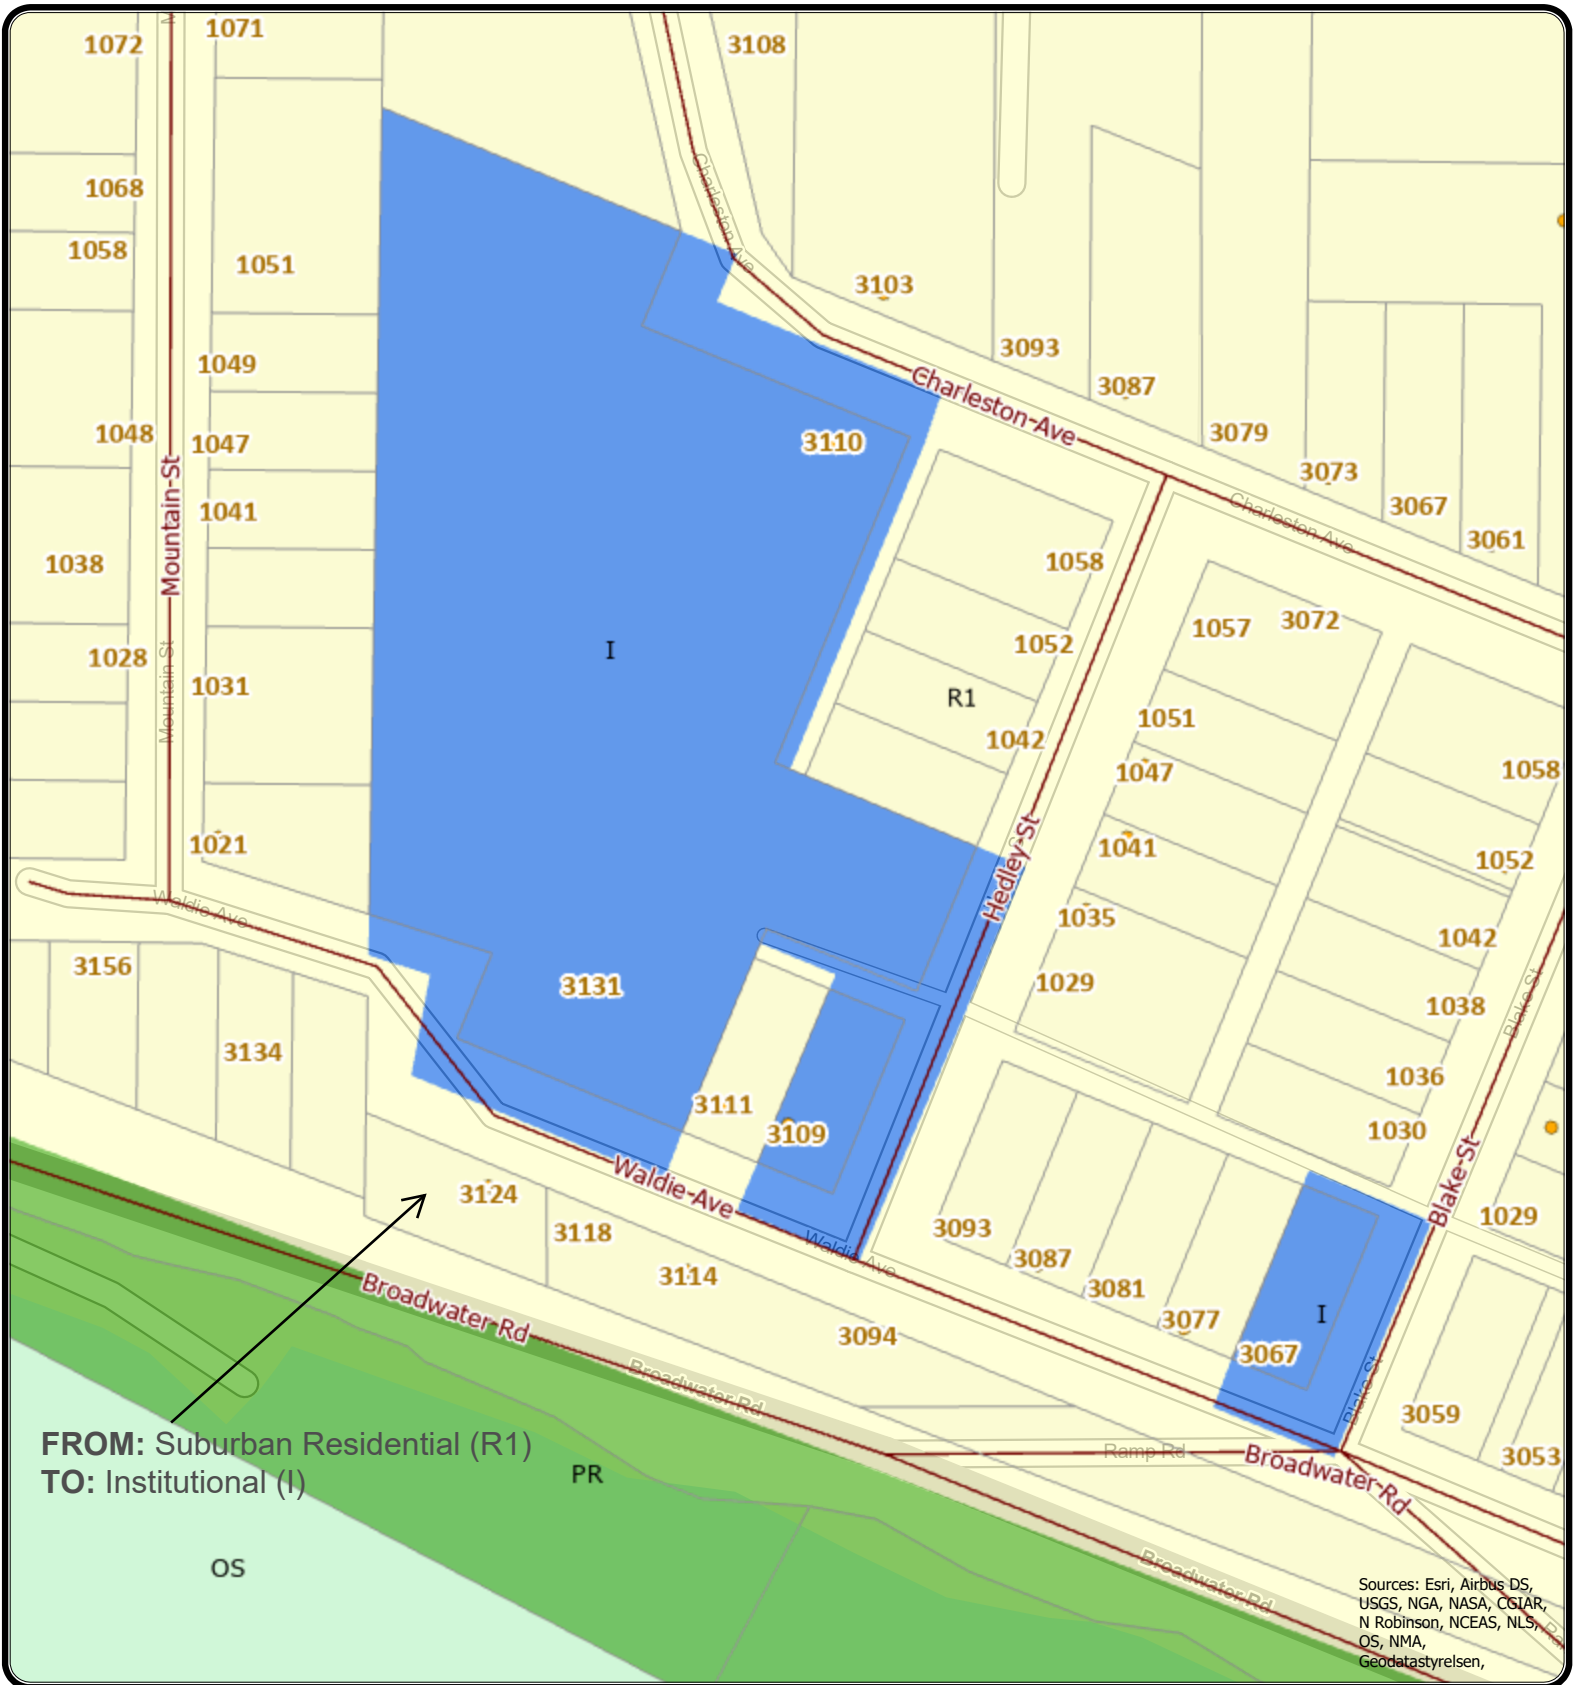 1072
1071
3108
1068
1058
1051
Charleston Ave
3103
1049
3093
3087
Charleston Ave
1048
1047
3110
3079
3073
3067
3061
Charleston Ave
Mountain St
1041
1038
1058
1057
3072
1052
1028
Mountain St
1031
I
R1
1042
1051
1047
1058
1021
1041
1052
Hedley St
Waldie Ave
1035
1042
3156
3131
1029
1038
Blake St
3134
3111
3109
1036
1030
Waldie Ave
3124
3118
Waldie Ave
3093
3087
3081
3077
3067
I
Blake St
1029
3114
3094
Broadwater Rd
Broadwater Rd
Blake St
3059
3053
Ramp Rd
Broadwater Rd
FROM: Suburban Residential (R1)
TO: Institutional (I)
PR
OS
Broadwater Rd
Sources: Esri, Airbus DS,
USGS, NGA, NASA, CGIAR,
N Robinson, NCEAS, NLS,
OS, NMA,
Geodatastyrelsen,
Rd